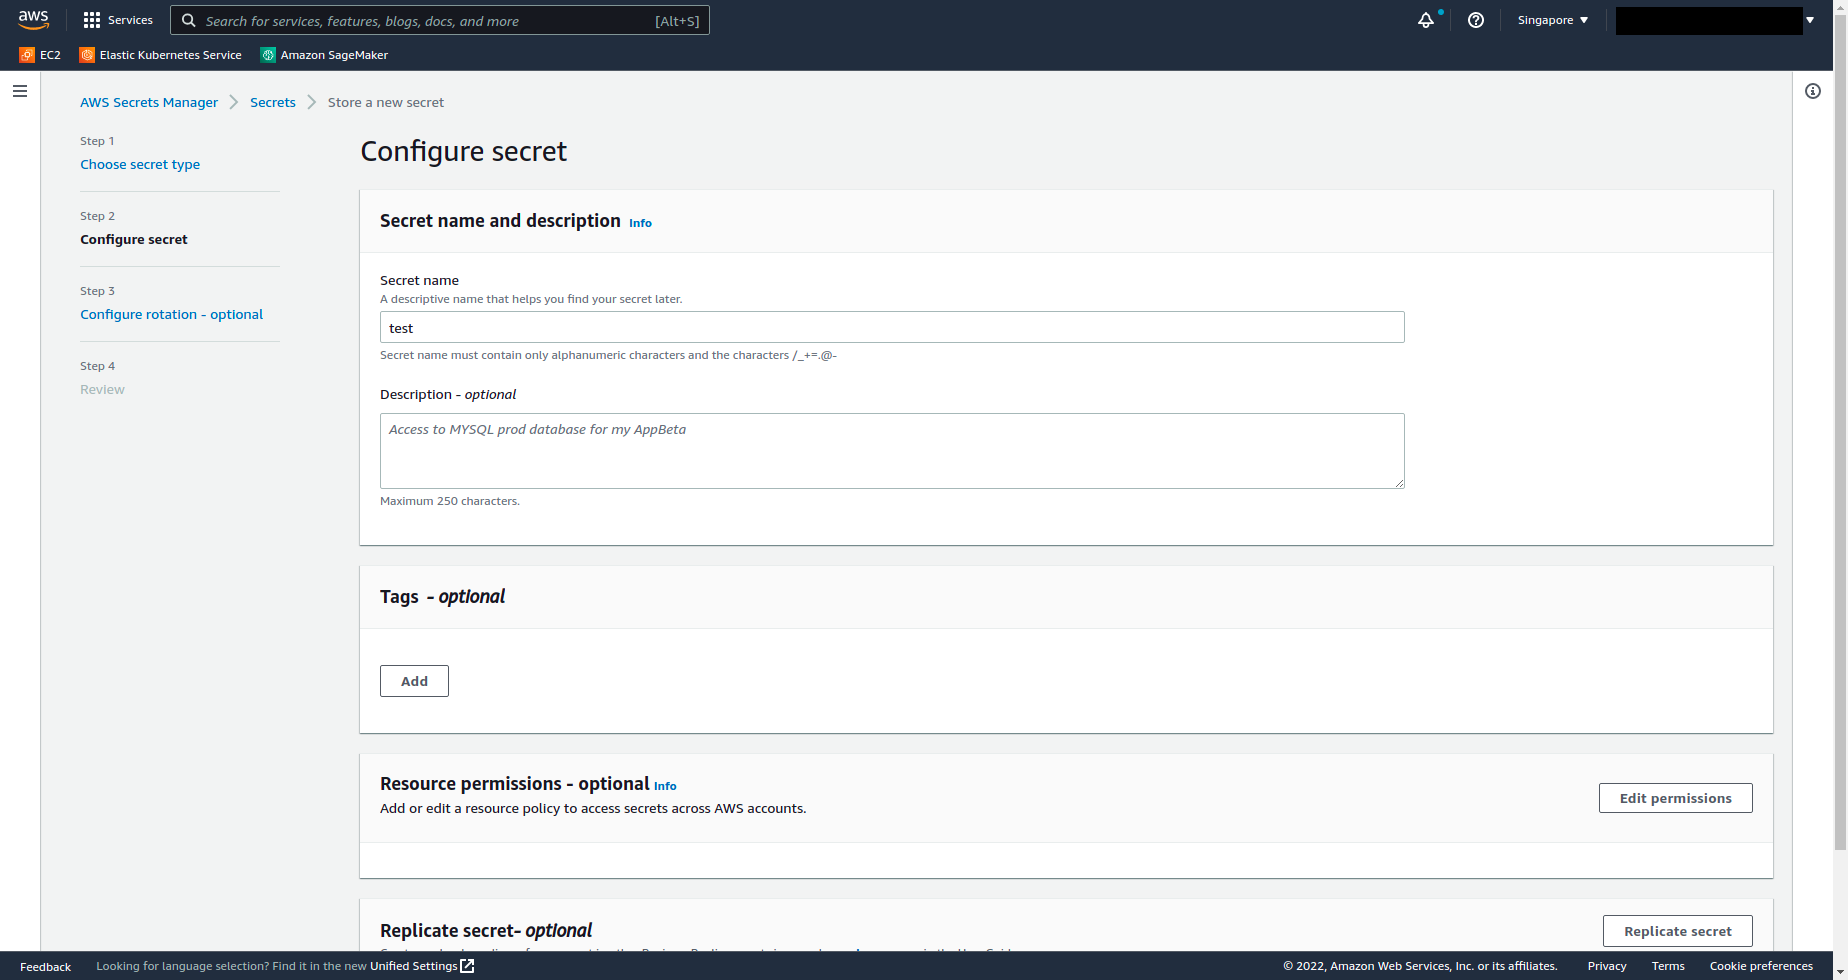 aws
Services
Search for services, features, blogs, docs, and more [Alt+S]
Singapore
EC2
Elastic Kubernetes Service
Amazon SageMaker
AWS Secrets Manager
Secrets
Store a new secret
Step 1
Choose secret type
Step 2
Configure secret
Step 3
Configure rotation - optional
Step 4
Review
Configure secret
Secret name and description Info
Secret name
A descriptive name that helps you find your secret later.
test
Secret name must contain only alphanumeric characters and the characters /_+=.@-
Description - optional
Access to MYSQL prod database for my AppBeta
Maximum 250 characters.
Tags - optional
Add
Resource permissions - optional Info
Add or edit a resource policy to access secrets across AWS accounts.
Edit permissions
Replicate secret- optional
Replicate secret
Feedback
Looking for language selection? Find it in the new Unified Settings
© 2022, Amazon Web Services, Inc. or its affiliates.
Privacy
Terms
Cookie preferences